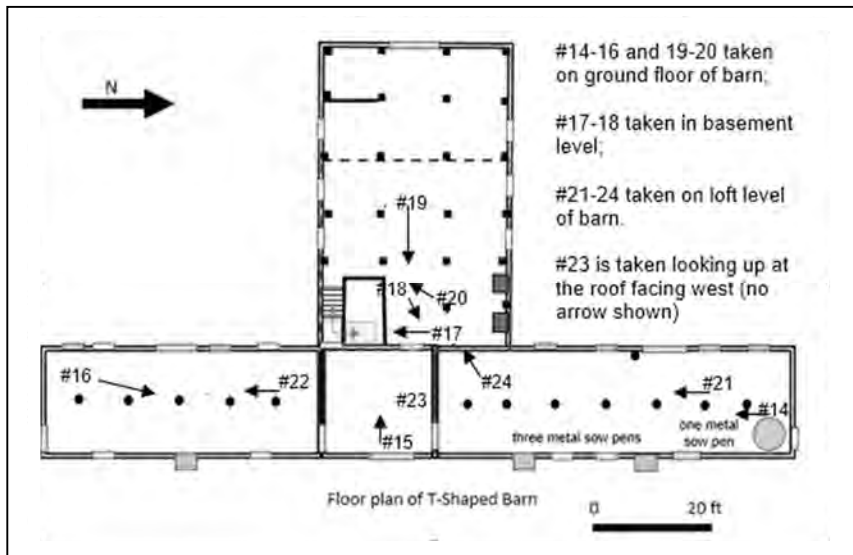 N
#14-16 and 19-20 taken
on ground floor of barn;
#17-18 taken in basement
level;
#21-24 taken on loft level
of barn.
#23 is taken looking up at
the roof facing west (no
arrow shown)
#19
#18
#20
#17
#16
#22
#23
#24
#21
#14
#15
three metal sow pens
one metal
sow pen
Floor plan of T-Shaped Barn
0 20 ft